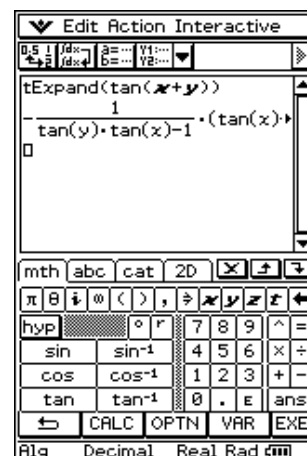 Edit Action Interactive
tExpand(tan(x+y))
-1/(tan(y)·tan(x)-1)·(tan(x)·
mth abc cat 2D
π θ i ∞ ( ) , ⇒ x y z t
hyp ° r 7 8 9 ^ =
sin sin⁻¹ 4 5 6 × ÷
cos cos⁻¹ 1 2 3 + -
tan tan⁻¹ 0 . E ans
CALC OPTN VAR EXE
Alg Decimal Real Rad